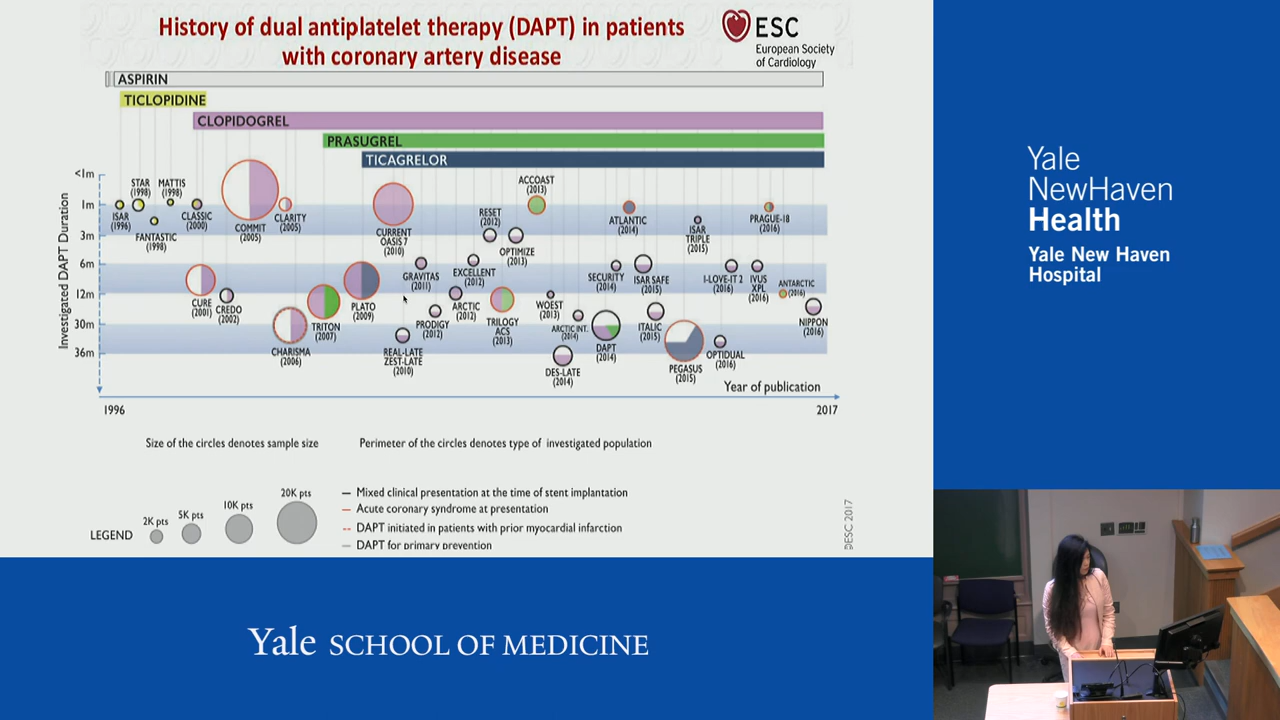 History of dual antiplatelet therapy (DAPT) in patients
with coronary artery disease
ESC
European Society
of Cardiology
ASPIRIN
TICLOPIDINE
CLOPIDOGREL
PRASUGREL
TICAGRELOR
Investigated DAPT Duration
<1m
1m
3m
6m
12m
30m
36m
ISAR
(1996)
STAR
(1998)
FANTASTIC
(1998)
MATTIS
(1998)
CLASSIC
(2000)
COMMIT
(2005)
CLARITY
(2005)
CURRENT
OASIS 7
(2010)
RESET
(2012)
OPTIMIZE
(2013)
ACCOAST
(2013)
ATLANTIC
(2014)
ISAR
TRIPLE
(2015)
PRAGUE-18
(2016)
CURE
(2001)
CREDO
(2002)
CHARISMA
(2006)
TRITON
(2007)
PLATO
(2009)
REAL-LATE
ZEST-LATE
(2010)
GRAVITAS
(2011)
PRODIGY
(2012)
EXCELLENT
(2012)
ARCTIC
(2012)
TRILOGY
ACS
(2013)
WOEST
(2013)
ARCTIC INT.
(2014)
DES-LATE
(2014)
SECURITY
(2014)
DAPT
(2014)
ISAR SAFE
(2015)
ITALIC
(2015)
PEGASUS
(2015)
OPTIDUAL
(2016)
I-LOVE-IT 2
(2016)
IVUS
XPL
(2016)
ANTARCTIC
(2016)
NIPPON
(2016)
Year of publication
1996
2017
Size of the circles denotes sample size
Perimeter of the circles denotes type of investigated population
LEGEND
2K pts
5K pts
10K pts
20K pts
Mixed clinical presentation at the time of stent implantation
Acute coronary syndrome at presentation
DAPT initiated in patients with prior myocardial infarction
DAPT for primary prevention
©ESC 2017
Yale
NewHaven
Health
Yale New Haven
Hospital
Yale SCHOOL OF MEDICINE